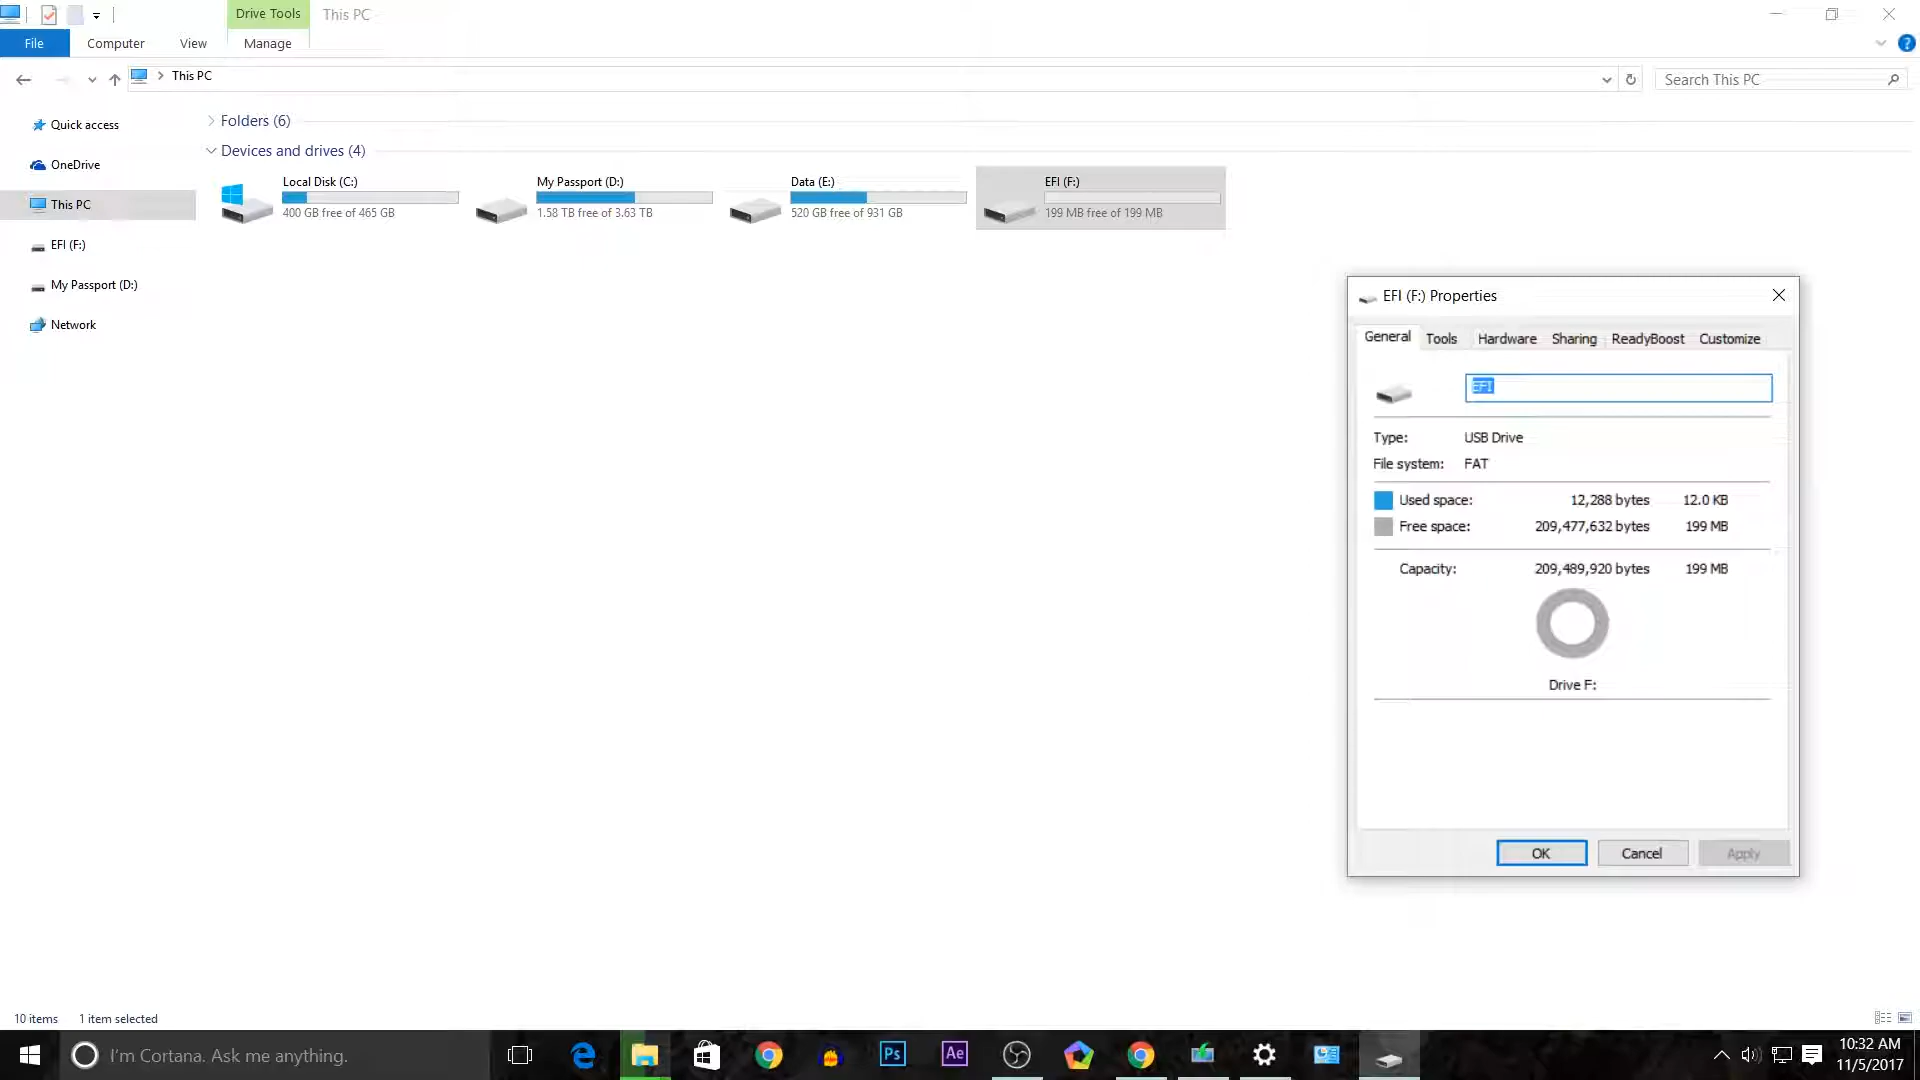 Drive Tools
This PC
File
Computer
View
Manage
This PC
Search This PC
Quick access
OneDrive
This PC
EFI (F:)
My Passport (D:)
Network
Folders (6)
Devices and drives (4)
Local Disk (C:)
400 GB free of 465 GB
My Passport (D:)
1.58 TB free of 3.63 TB
Data (E:)
520 GB free of 931 GB
EFI (F:)
199 MB free of 199 MB
EFI (F:) Properties
General Tools Hardware Sharing ReadyBoost Customize
EFI
Type: USB Drive
File system: FAT
Used space: 12,288 bytes 12.0 KB
Free space: 209,477,632 bytes 199 MB
Capacity: 209,489,920 bytes 199 MB
Drive F:
OK Cancel Apply
10 items 1 item selected
I'm Cortana. Ask me anything.
Ps
Ae
10:32 AM
11/5/2017